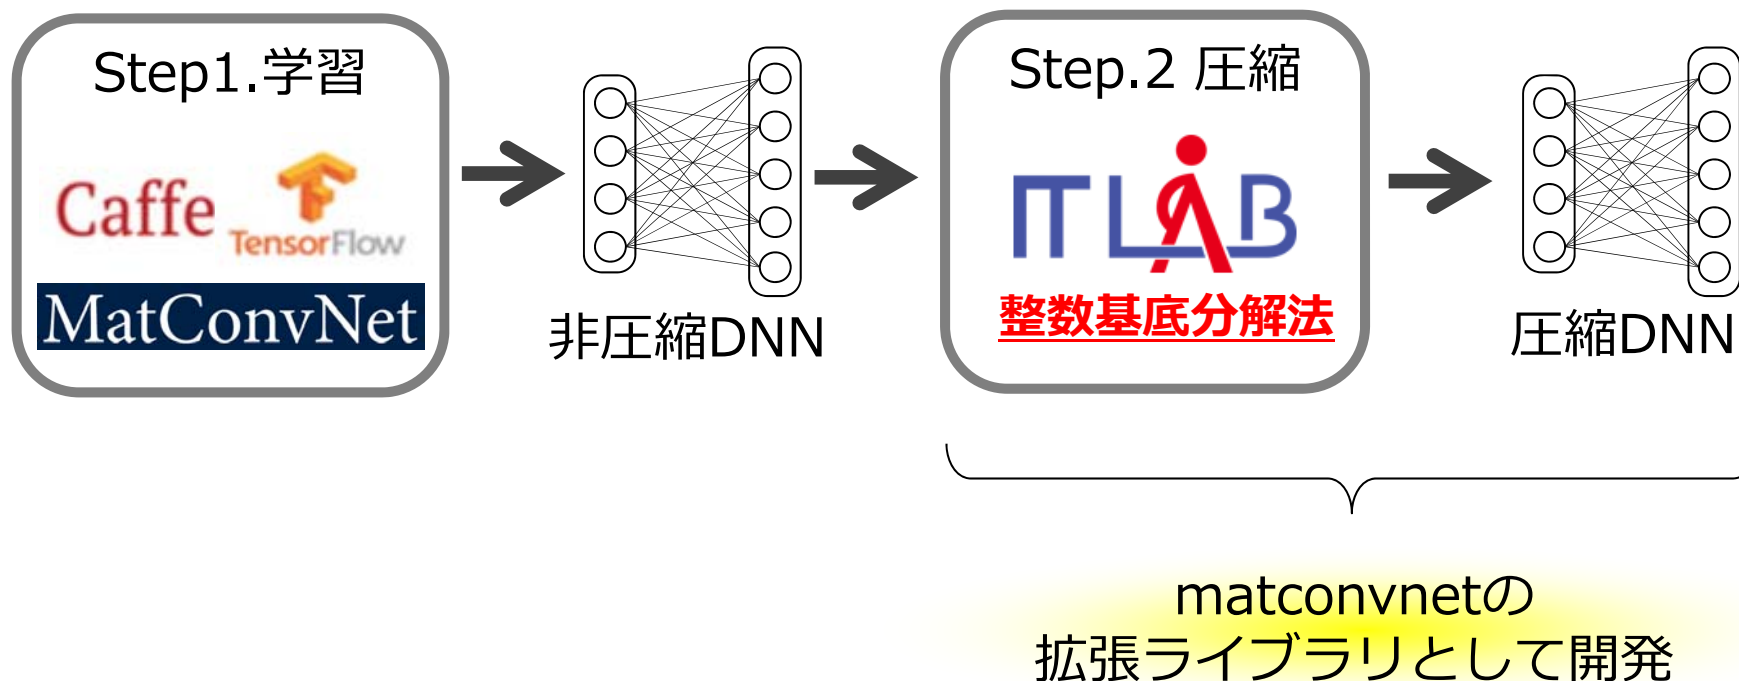 Step1.学習
Caffe
TensorFlow
MatConvNet
非圧縮DNN
Step.2 圧縮
IT LAB
整数基底分解法
圧縮DNN
matconvnetの
拡張ライブラリとして開発